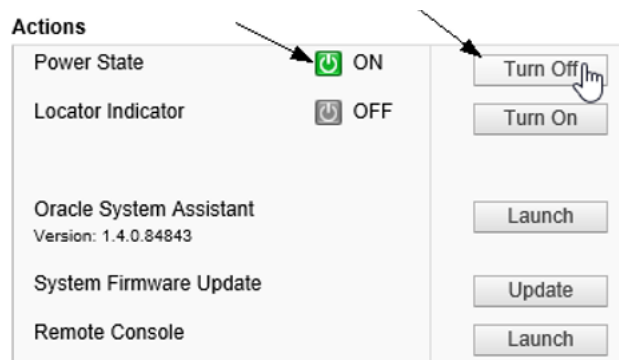 Actions
Power State ON Turn Off
Locator Indicator OFF Turn On
Oracle System Assistant Launch
Version: 1.4.0.84843
System Firmware Update Update
Remote Console Launch